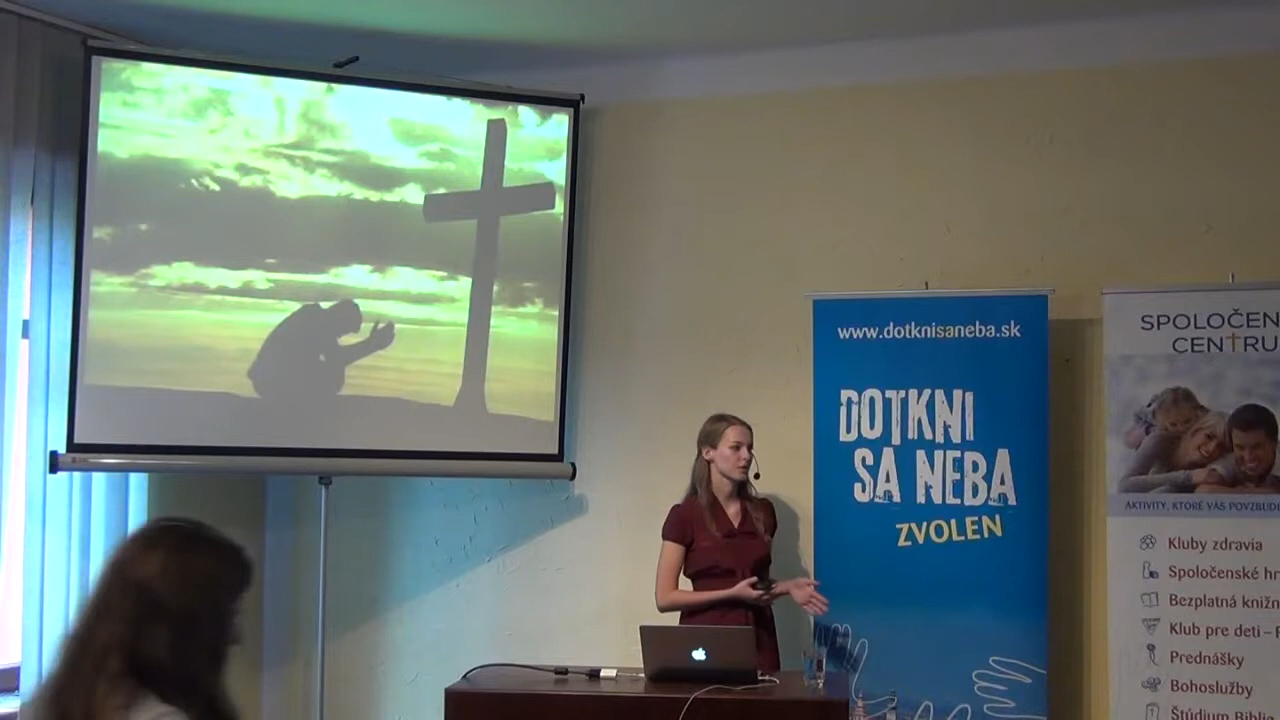 www.dotknisaneba.sk
DOTKNI
SA NEBA
ZVOLEN
SPOLOČEN
CENTRU
AKTIVITY, KTORÉ VÁS POVZBUD
Kluby zdravia
Spoločenské hr
Bezplatná knižn
Klub pre deti –
Prednášky
Bohoslužby
Štúdium Biblie